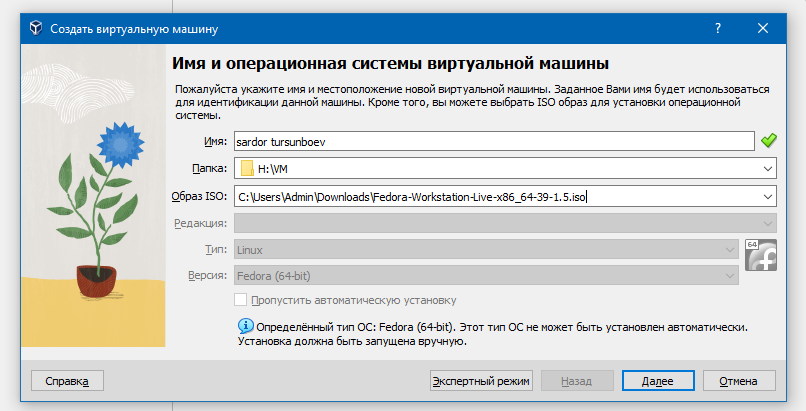 Создать виртуальную машину
Имя и операционная системы виртуальной машины
Пожалуйста укажите имя и местоположение новой виртуальной машины. Заданное Вами имя будет использоваться
для идентификации данной машины. Кроме того, вы можете выбрать ISO образ для установки операционной
системы.
Имя: sardor tursunboev
Папка: H:\VM
Образ ISO: C:\Users\Admin\Downloads\Fedora-Workstation-Live-x86_64-39-1.5.iso
Редакция:
Тип: Linux
64
Версия: Fedora (64-bit)
Пропустить автоматическую установку
Определённый тип ОС: Fedora (64-bit). Этот тип ОС не может быть установлен автоматически.
Установка должна быть запущена вручную.
Справка Экспертный режим Назад Далее Отмена